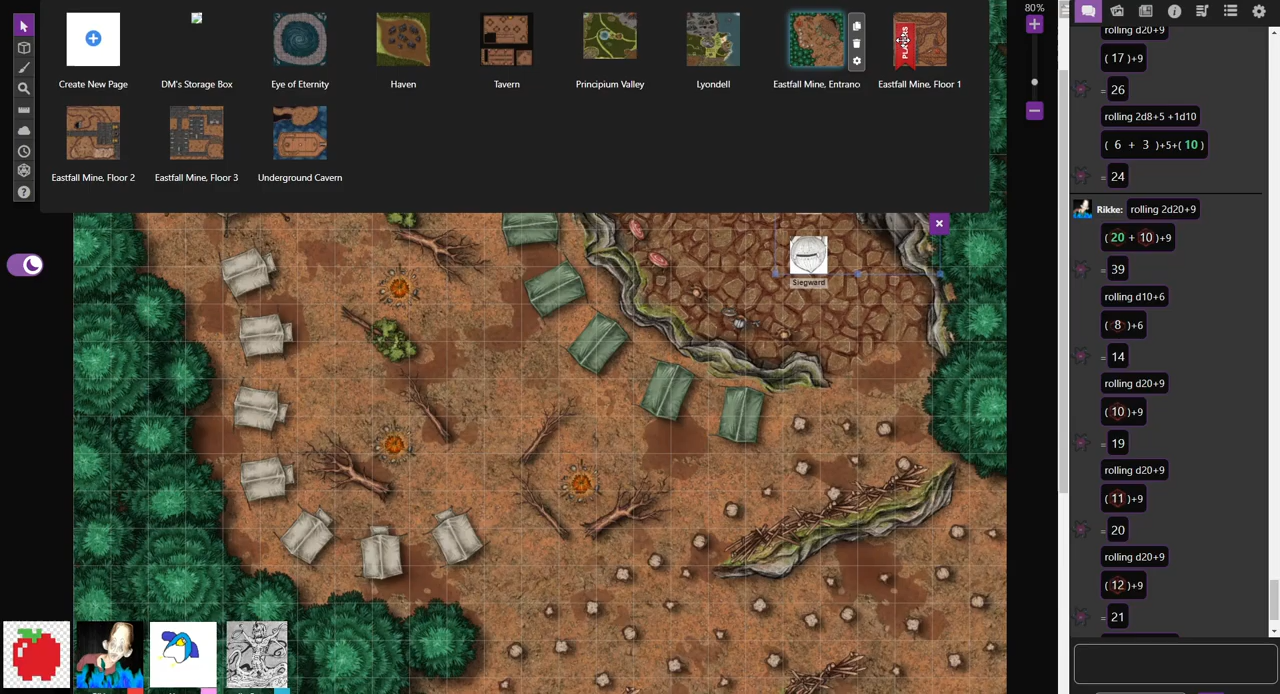 80%
Create New Page
DM's Storage Box
Eye of Eternity
Haven
Tavern
Principium Valley
Lyondell
Eastfall Mine, Entranc
Eastfall Mine, Floor 1
PLAYERS
Eastfall Mine, Floor 2
Eastfall Mine, Floor 3
Underground Cavern
Siegward
rolling d20+9
( 17 )+9
= 26
rolling 2d8+5 +1d10
( 6 + 3 )+5+( 10 )
= 24
Rikke: rolling 2d20+9
( 20 + 10 )+9
= 39
rolling d10+6
( 8 )+6
= 14
rolling d20+9
( 10 )+9
= 19
rolling d20+9
( 11 )+9
= 20
rolling d20+9
( 12 )+9
= 21